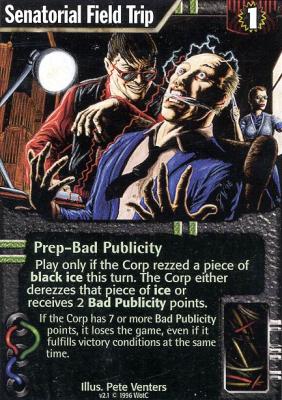 Senatorial Field Trip
1
Prep-Bad Publicity
Play only if the Corp rezzed a piece of
black ice this turn. The Corp either
derezzes that piece of ice or
receives 2 Bad Publicity points.
If the Corp has 7 or more Bad Publicity
points, it loses the game, even if it
fulfills victory conditions at the same
time.
Illus. Pete Venters
v2.1 © 1996 WotC